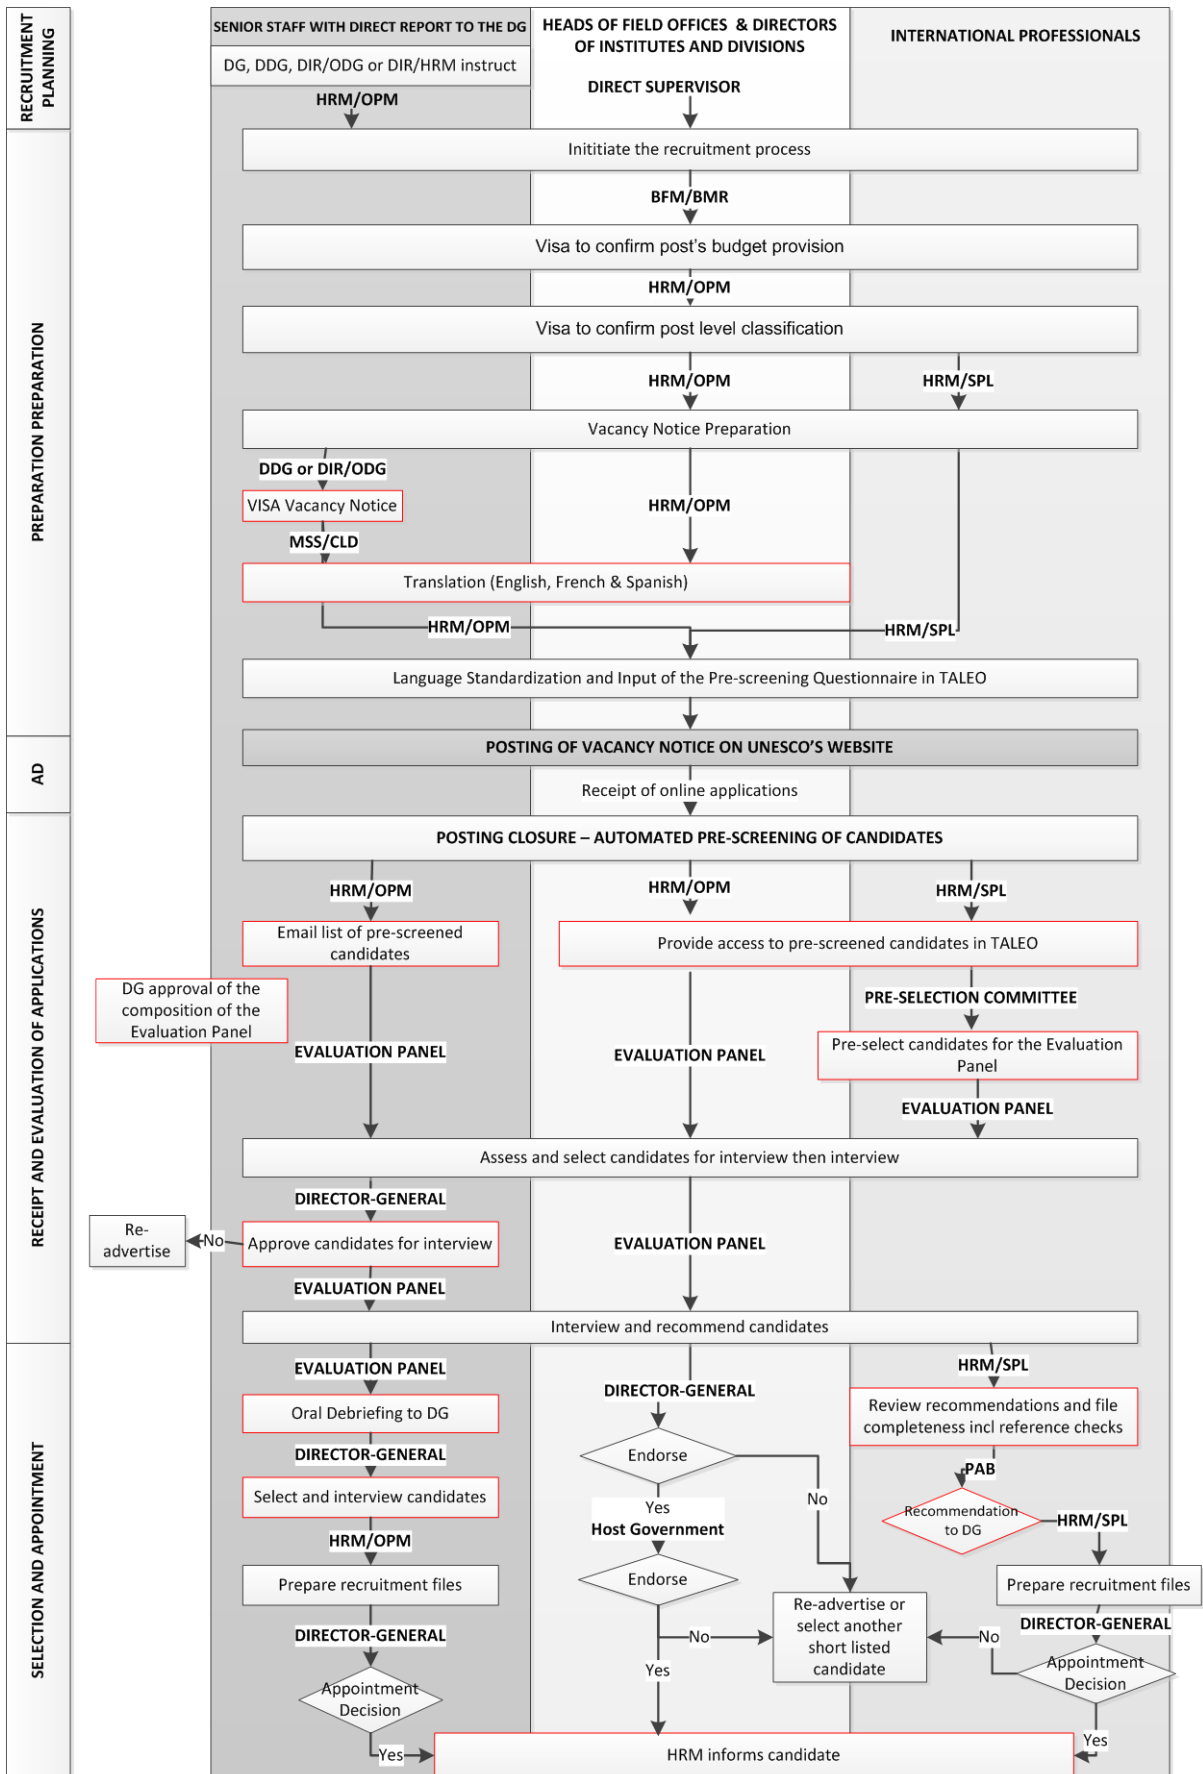 RECRUITMENT
PLANNING
SENIOR STAFF WITH DIRECT REPORT TO THE DG
HEADS OF FIELD OFFICES & DIRECTORS
OF INSTITUTES AND DIVISIONS
INTERNATIONAL PROFESSIONALS
DG, DDG, DIR/ODG or DIR/HRM instruct
HRM/OPM
DIRECT SUPERVISOR
PREPARATION PREPARATION
Inititiate the recruitment process
BFM/BMR
Visa to confirm post's budget provision
HRM/OPM
Visa to confirm post level classification
HRM/OPM
HRM/SPL
Vacancy Notice Preparation
DDG or DIR/ODG
VISA Vacancy Notice
HRM/OPM
MSS/CLD
Translation (English, French & Spanish)
HRM/OPM
HRM/SPL
Language Standardization and Input of the Pre-screening Questionnaire in TALEO
AD
POSTING OF VACANCY NOTICE ON UNESCO'S WEBSITE
Receipt of online applications
RECEIPT AND EVALUATION OF APPLICATIONS
POSTING CLOSURE – AUTOMATED PRE-SCREENING OF CANDIDATES
HRM/OPM
HRM/OPM
HRM/SPL
Email list of pre-screened
candidates
Provide access to pre-screened candidates in TALEO
DG approval of the
composition of the
Evaluation Panel
PRE-SELECTION COMMITTEE
Pre-select candidates for the Evaluation
Panel
EVALUATION PANEL
EVALUATION PANEL
EVALUATION PANEL
Assess and select candidates for interview then interview
DIRECTOR-GENERAL
Re-
advertise
No
Approve candidates for interview
EVALUATION PANEL
EVALUATION PANEL
Interview and recommend candidates
SELECTION AND APPOINTMENT
EVALUATION PANEL
HRM/SPL
DIRECTOR-GENERAL
Oral Debriefing to DG
Review recommendations and file
completeness incl reference checks
DIRECTOR-GENERAL
Endorse
PAB
Select and interview candidates
Yes
No
Recommendation
to DG
HRM/SPL
Host Government
HRM/OPM
Endorse
Prepare recruitment files
Prepare recruitment files
Re-advertise or
select another
short listed
candidate
DIRECTOR-GENERAL
DIRECTOR-GENERAL
No
No
Appointment
Decision
Yes
Appointment
Decision
Yes
Yes
HRM informs candidate